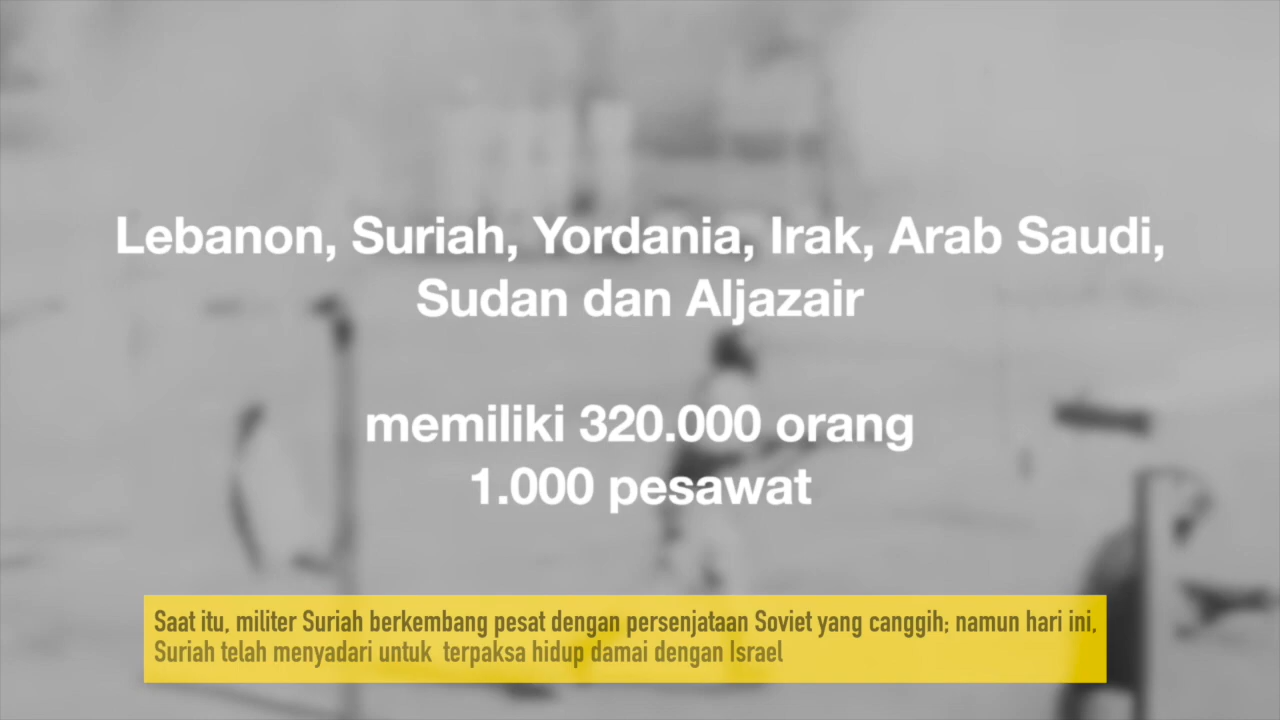 Lebanon, Suriah, Yordania, Irak, Arab Saudi,
Sudan dan Aljazair
memiliki 320.000 orang
1.000 pesawat
Saat itu, militer Suriah berkembang pesat dengan persenjataan Soviet yang canggih; namun hari ini,
Suriah telah menyadari untuk terpaksa hidup damai dengan Israel